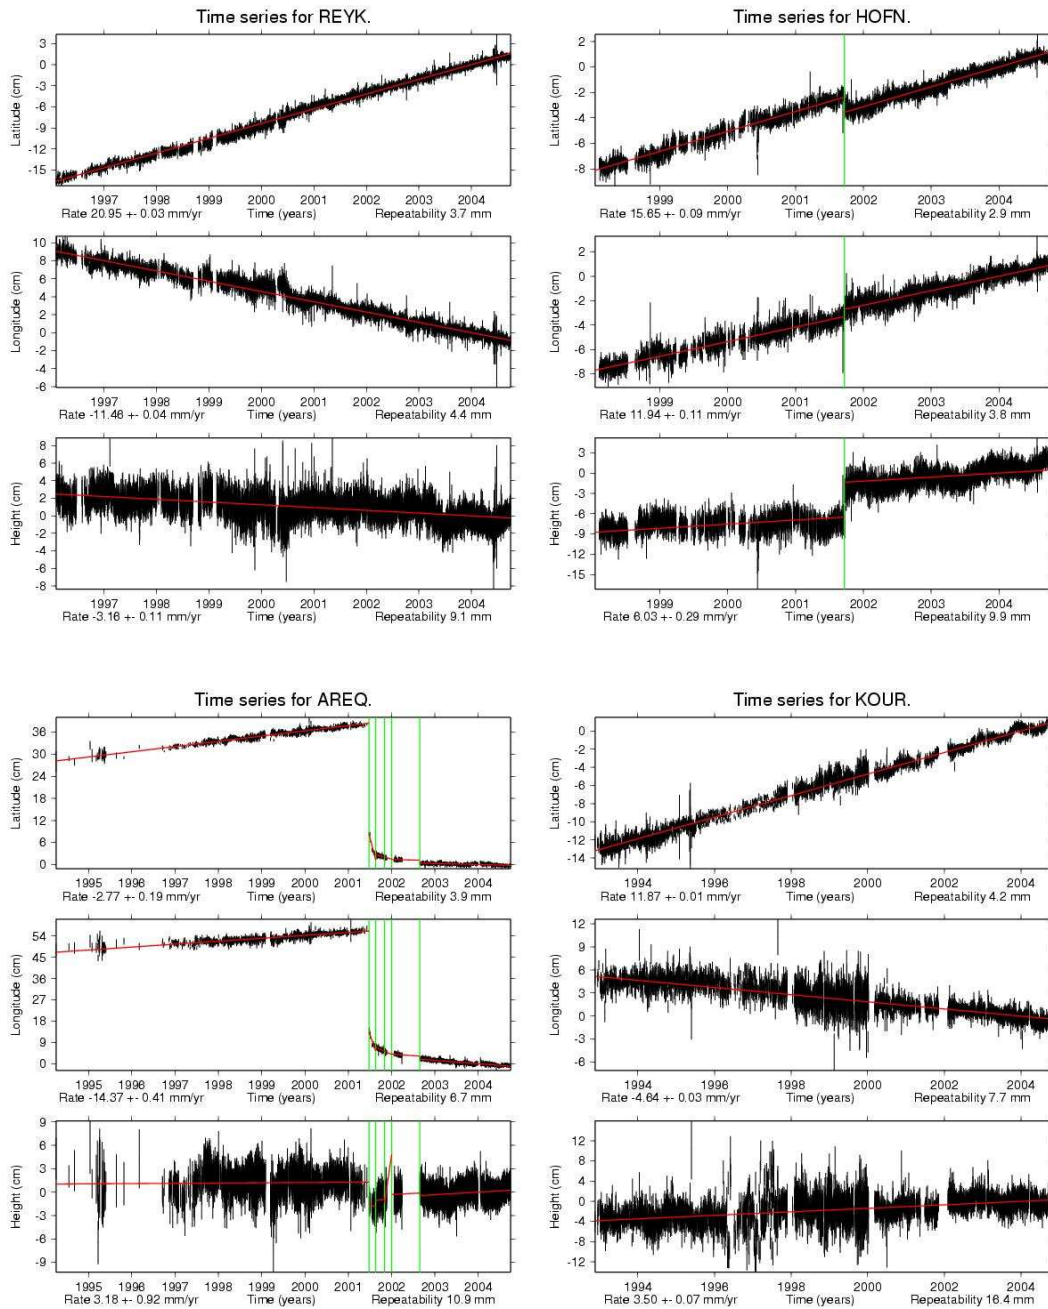 Time series for REYK.
3
0
-3
-6
-9
-12
-15
Latitude (cm)
1997 1998 1999 2000 2001 2002 2003 2004
Rate 20.95 +- 0.03 mm/yr Time (years) Repeatability 3.7 mm
10
8
6
4
2
0
-2
-4
-6
Longitude (cm)
1997 1998 1999 2000 2001 2002 2003 2004
Rate -11.46 +- 0.04 mm/yr Time (years) Repeatability 4.4 mm
8
6
4
2
0
-2
-4
-6
-8
Height (cm)
1997 1998 1999 2000 2001 2002 2003 2004
Rate -3.16 +- 0.11 mm/yr Time (years) Repeatability 9.1 mm
Time series for HOFN.
2
0
-2
-4
-6
-8
Latitude (cm)
1999 2000 2001 2002 2003 2004
Rate 15.65 +- 0.09 mm/yr Time (years) Repeatability 2.9 mm
2
0
-2
-4
-6
-8
Longitude (cm)
1999 2000 2001 2002 2003 2004
Rate 11.94 +- 0.11 mm/yr Time (years) Repeatability 3.8 mm
3
0
-3
-6
-9
-12
-15
Height (cm)
1999 2000 2001 2002 2003 2004
Rate 6.03 +- 0.29 mm/yr Time (years) Repeatability 9.9 mm
Time series for AREQ.
36
30
24
18
12
6
0
Latitude (cm)
1995 1996 1997 1998 1999 2000 2001 2002 2003 2004
Rate -2.77 +- 0.19 mm/yr Time (years) Repeatability 3.9 mm
54
45
36
27
18
9
0
Longitude (cm)
1995 1996 1997 1998 1999 2000 2001 2002 2003 2004
Rate -14.37 +- 0.41 mm/yr Time (years) Repeatability 6.7 mm
9
6
3
0
-3
-6
-9
Height (cm)
1995 1996 1997 1998 1999 2000 2001 2002 2003 2004
Rate 3.18 +- 0.92 mm/yr Time (years) Repeatability 10.9 mm
Time series for KOUR.
0
-2
-4
-6
-8
-10
-12
-14
Latitude (cm)
1994 1996 1998 2000 2002 2004
Rate 11.87 +- 0.01 mm/yr Time (years) Repeatability 4.2 mm
12
9
6
3
0
-3
-6
Longitude (cm)
1994 1996 1998 2000 2002 2004
Rate -4.64 +- 0.03 mm/yr Time (years) Repeatability 7.7 mm
12
8
4
0
-4
-8
-12
Height (cm)
1994 1996 1998 2000 2002 2004
Rate 3.50 +- 0.07 mm/yr Time (years) Repeatability 16.4 mm